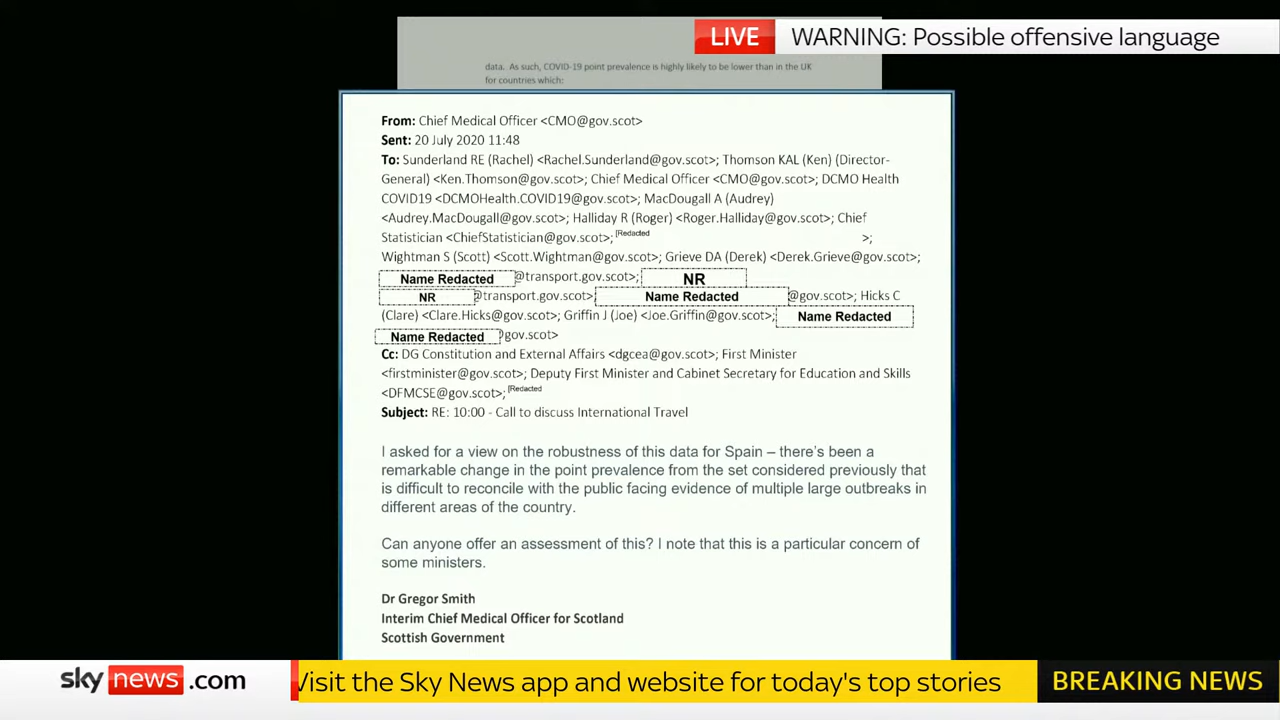 LIVE WARNING: Possible offensive language
data. As such, COVID-19 point prevalence is highly likely to be lower than in the UK
for countries which:
From: Chief Medical Officer <CMO@gov.scot>
Sent: 20 July 2020 11:48
To: Sunderland RE (Rachel) <Rachel.Sunderland@gov.scot>; Thomson KAL (Ken) (Director-
General) <Ken.Thomson@gov.scot>; Chief Medical Officer <CMO@gov.scot>; DCMO Health
COVID19 <DCMOHealth.COVID19@gov.scot>; MacDougall A (Audrey)
<Audrey.MacDougall@gov.scot>; Halliday R (Roger) <Roger.Halliday@gov.scot>; Chief
Statistician <ChiefStatistician@gov.scot>; [Redacted >;
Wightman S (Scott) <Scott.Wightman@gov.scot>; Grieve DA (Derek) <Derek.Grieve@gov.scot>;
Name Redacted @transport.gov.scot>; NR
NR @transport.gov.scot>; Name Redacted @gov.scot>; Hicks C
(Clare) <Clare.Hicks@gov.scot>; Griffin J (Joe) <Joe.Griffin@gov.scot>; Name Redacted
Name Redacted gov.scot>
Cc: DG Constitution and External Affairs <dgcea@gov.scot>; First Minister
<firstminister@gov.scot>; Deputy First Minister and Cabinet Secretary for Education and Skills
<DFMCSE@gov.scot>; [Redacted
Subject: RE: 10:00 - Call to discuss International Travel
I asked for a view on the robustness of this data for Spain – there's been a
remarkable change in the point prevalence from the set considered previously that
is difficult to reconcile with the public facing evidence of multiple large outbreaks in
different areas of the country.
Can anyone offer an assessment of this? I note that this is a particular concern of
some ministers.
Dr Gregor Smith
Interim Chief Medical Officer for Scotland
Scottish Government
sky news.com Visit the Sky News app and website for today's top stories BREAKING NEWS